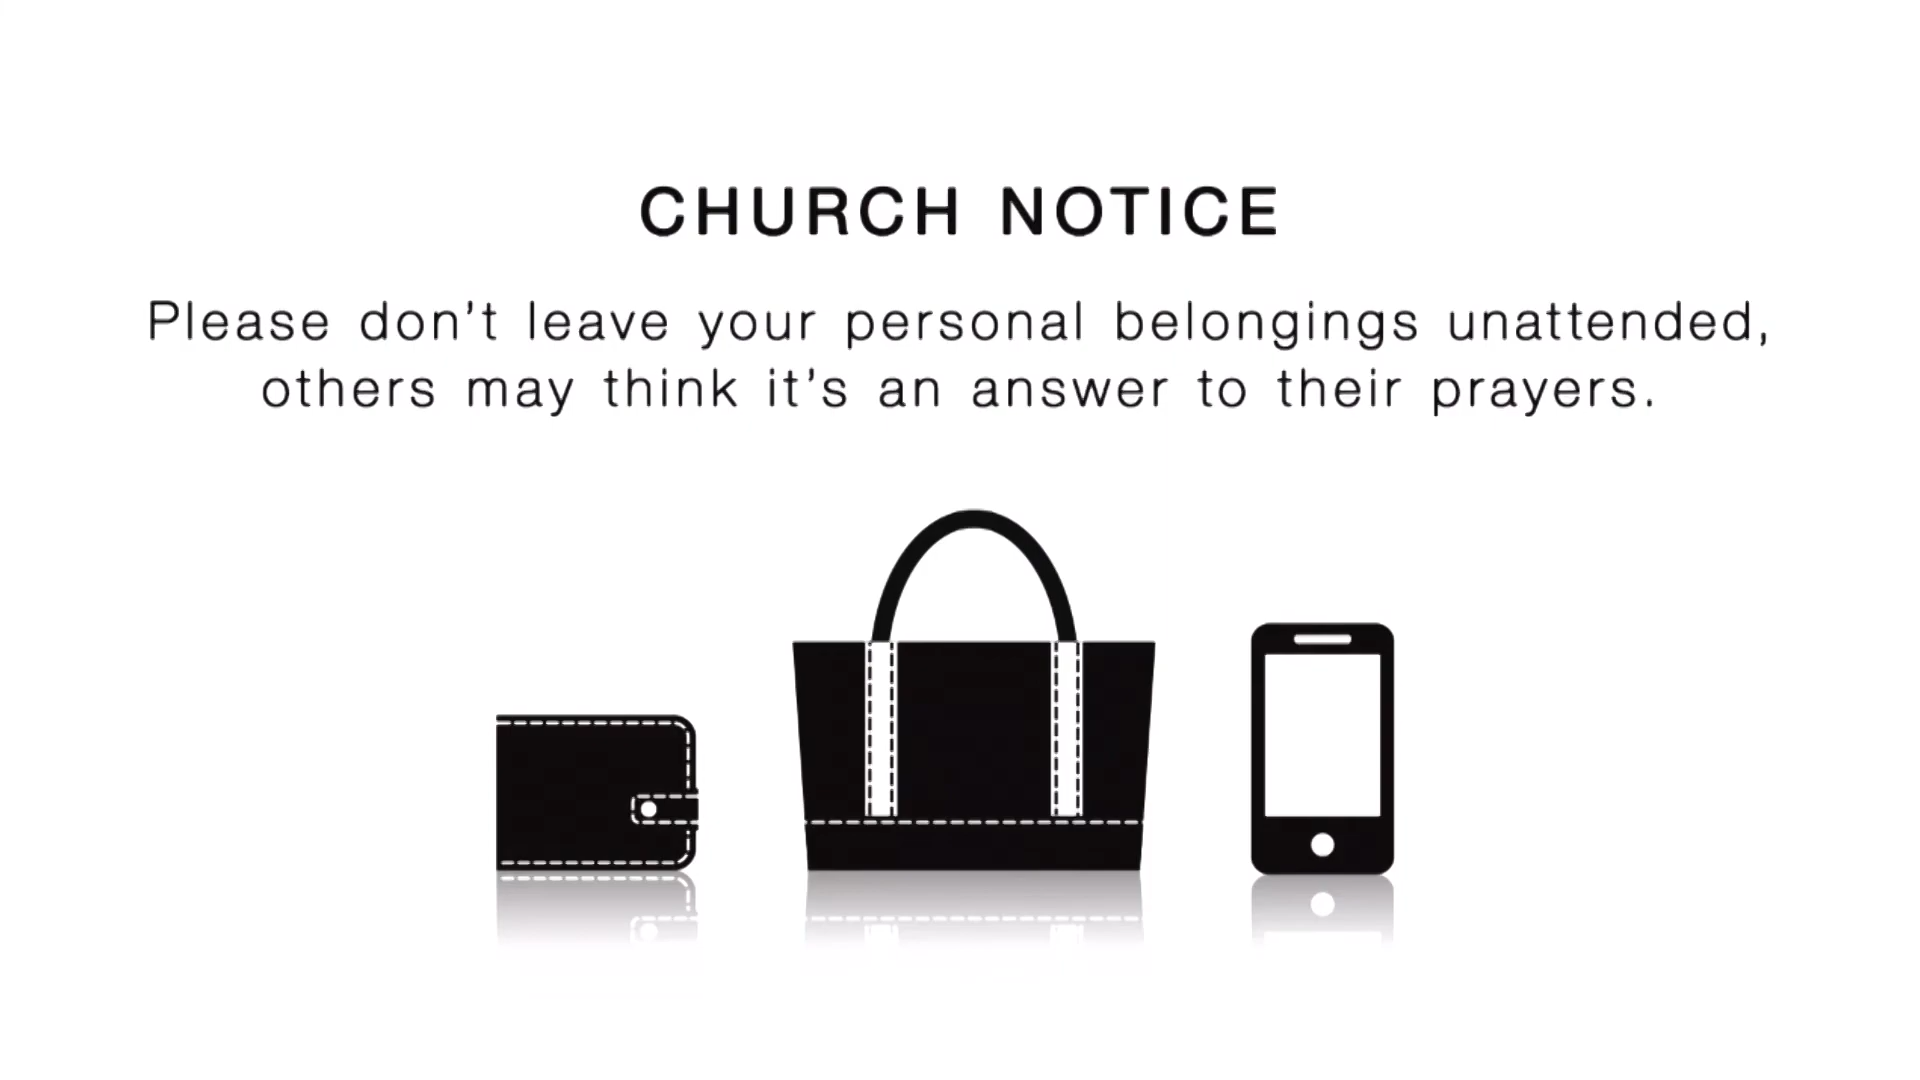 CHURCH NOTICE
Please don't leave your personal belongings unattended,
others may think it's an answer to their prayers.